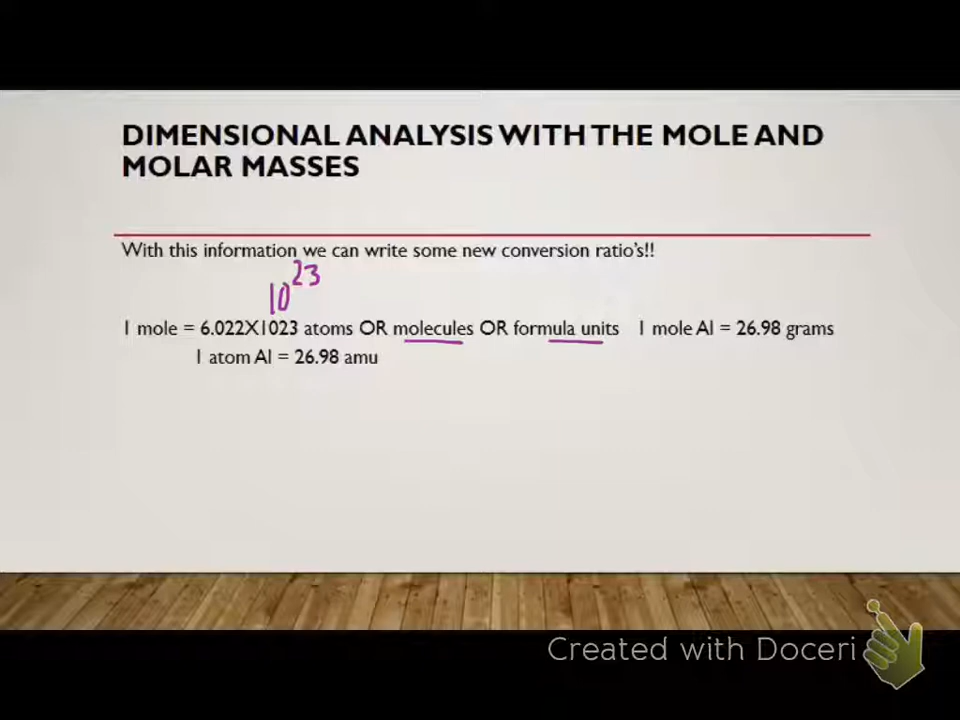 DIMENSIONAL ANALYSIS WITH THE MOLE AND
MOLAR MASSES
With this information we can write some new conversion ratio's!!
10^23
1 mole = 6.022X1023 atoms OR molecules OR formula units 1 mole Al = 26.98 grams
1 atom Al = 26.98 amu
Created with Doceri